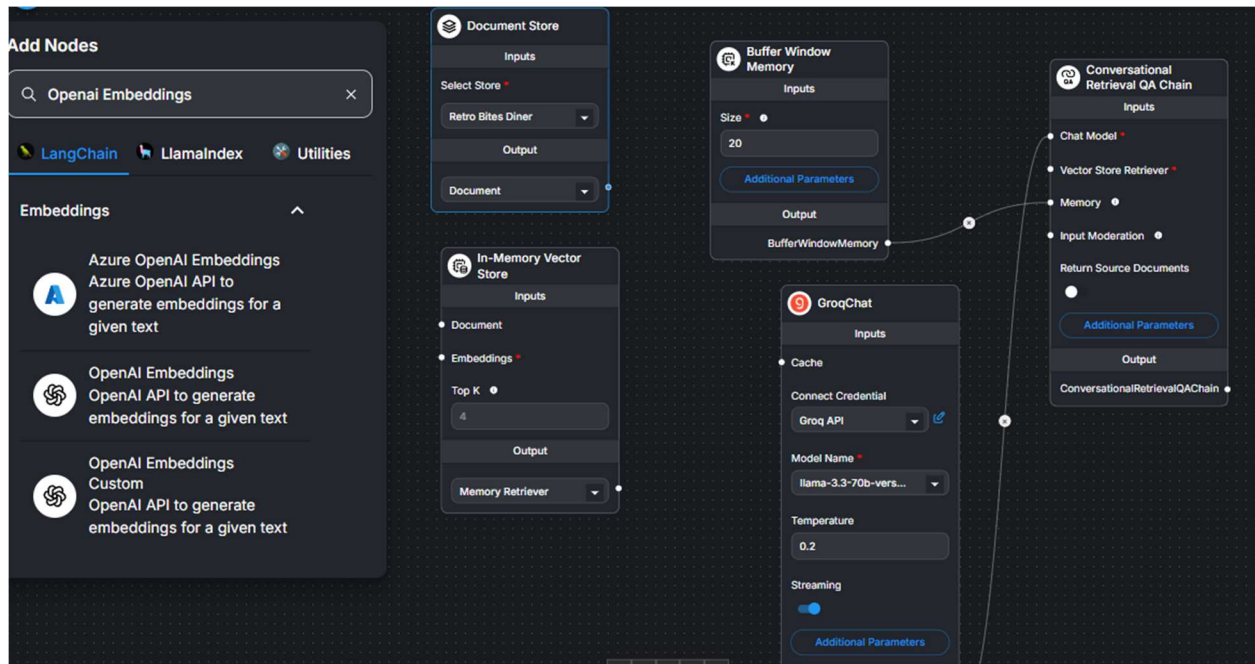 Add Nodes
Openai Embeddings
LangChain
LlamaIndex
Utilities
Embeddings
Azure OpenAI Embeddings
Azure OpenAI API to
generate embeddings for a
given text
OpenAI Embeddings
OpenAI API to generate
embeddings for a given text
OpenAI Embeddings
Custom
OpenAI API to generate
embeddings for a given text
Document Store
Inputs
Select Store *
Retro Bites Diner
Output
Document
In-Memory Vector
Store
Inputs
Document
Embeddings *
Top K
4
Output
Memory Retriever
Buffer Window
Memory
Inputs
Size *
20
Additional Parameters
Output
BufferWindowMemory
GroqChat
Inputs
Cache
Connect Credential
Groq API
Model Name *
llama-3.3-70b-vers...
Temperature
0.2
Streaming
Additional Parameters
Conversational
Retrieval QA Chain
Inputs
Chat Model *
Vector Store Retriever *
Memory
Input Moderation
Return Source Documents
Additional Parameters
Output
ConversationalRetrievalQAChain